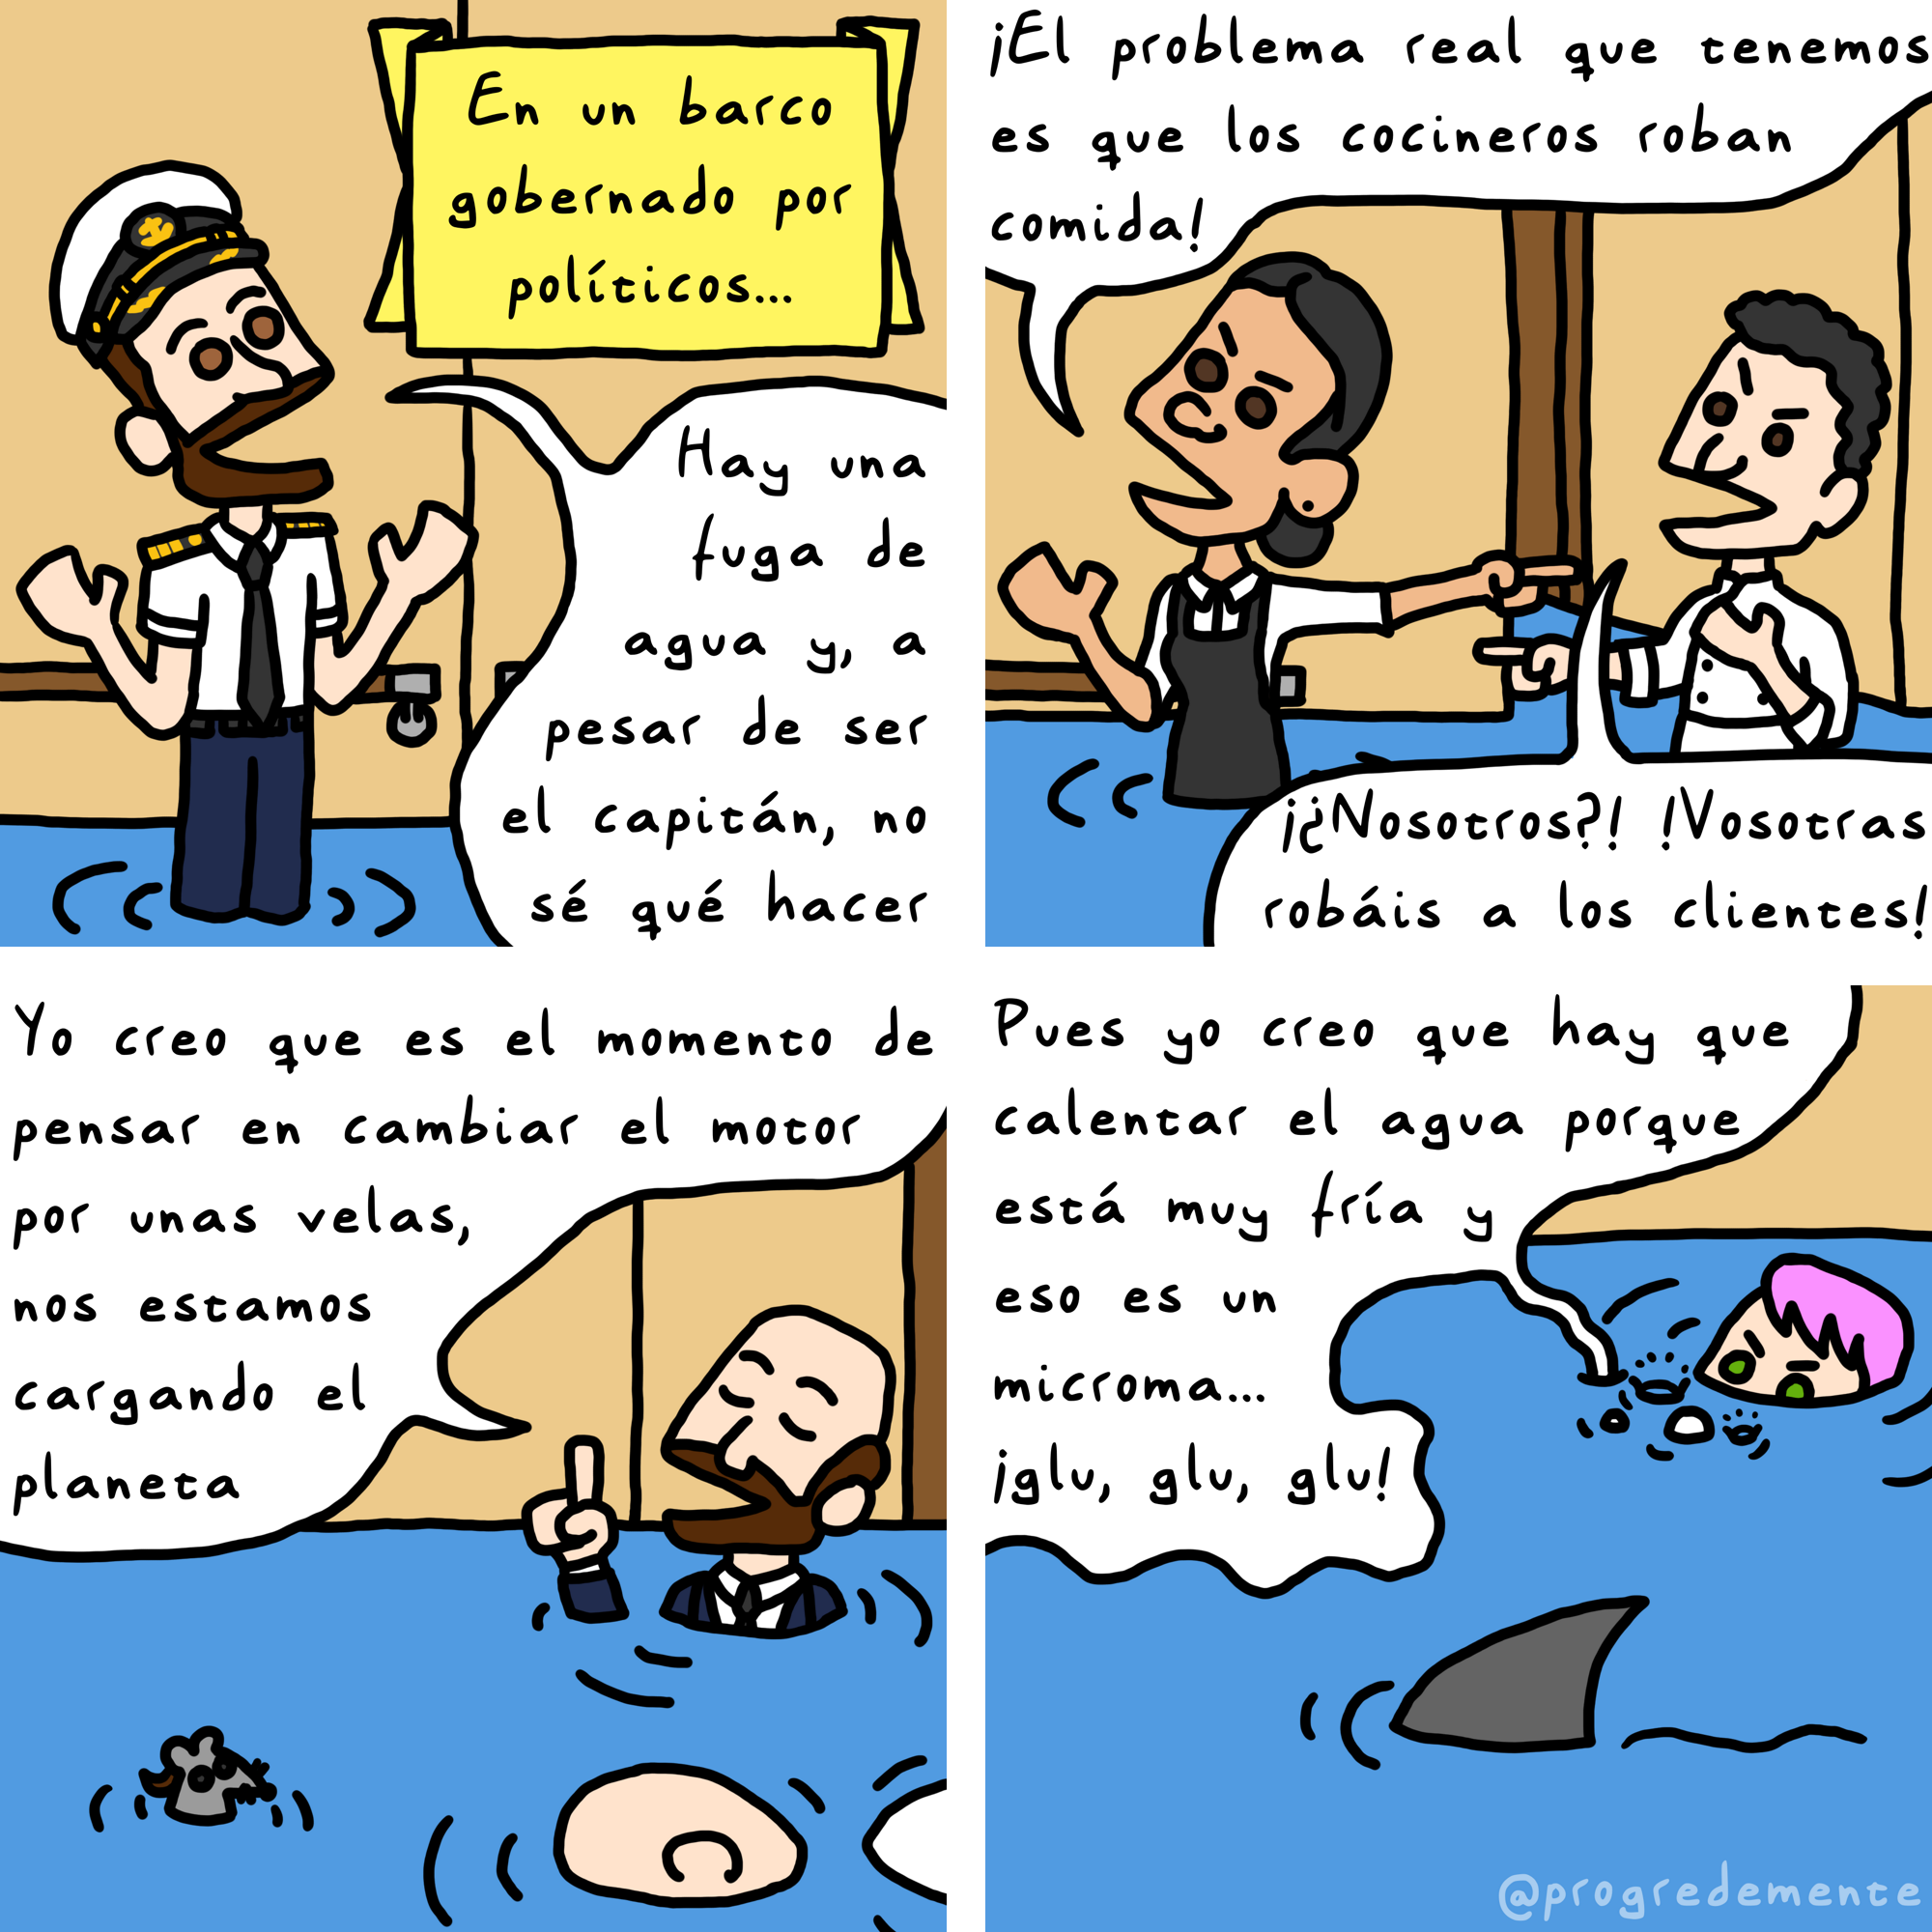 En un barco
gobernado por
políticos...
Hay una
fuga de
agua y, a
pesar de ser
el capitán, no
sé qué hacer
¡El problema real que tenemos
es que los cocineros roban
comida!
¡¿Nosotros?! ¡Vosotras
robáis a los clientes!
Yo creo que es el momento de
pensar en cambiar el motor
por unas velas,
nos estamos
cargando el
planeta
Pues yo creo que hay que
calentar el agua porque
está muy fría y
eso es un
microma...
¡glu, glu, glu!
@progredemente